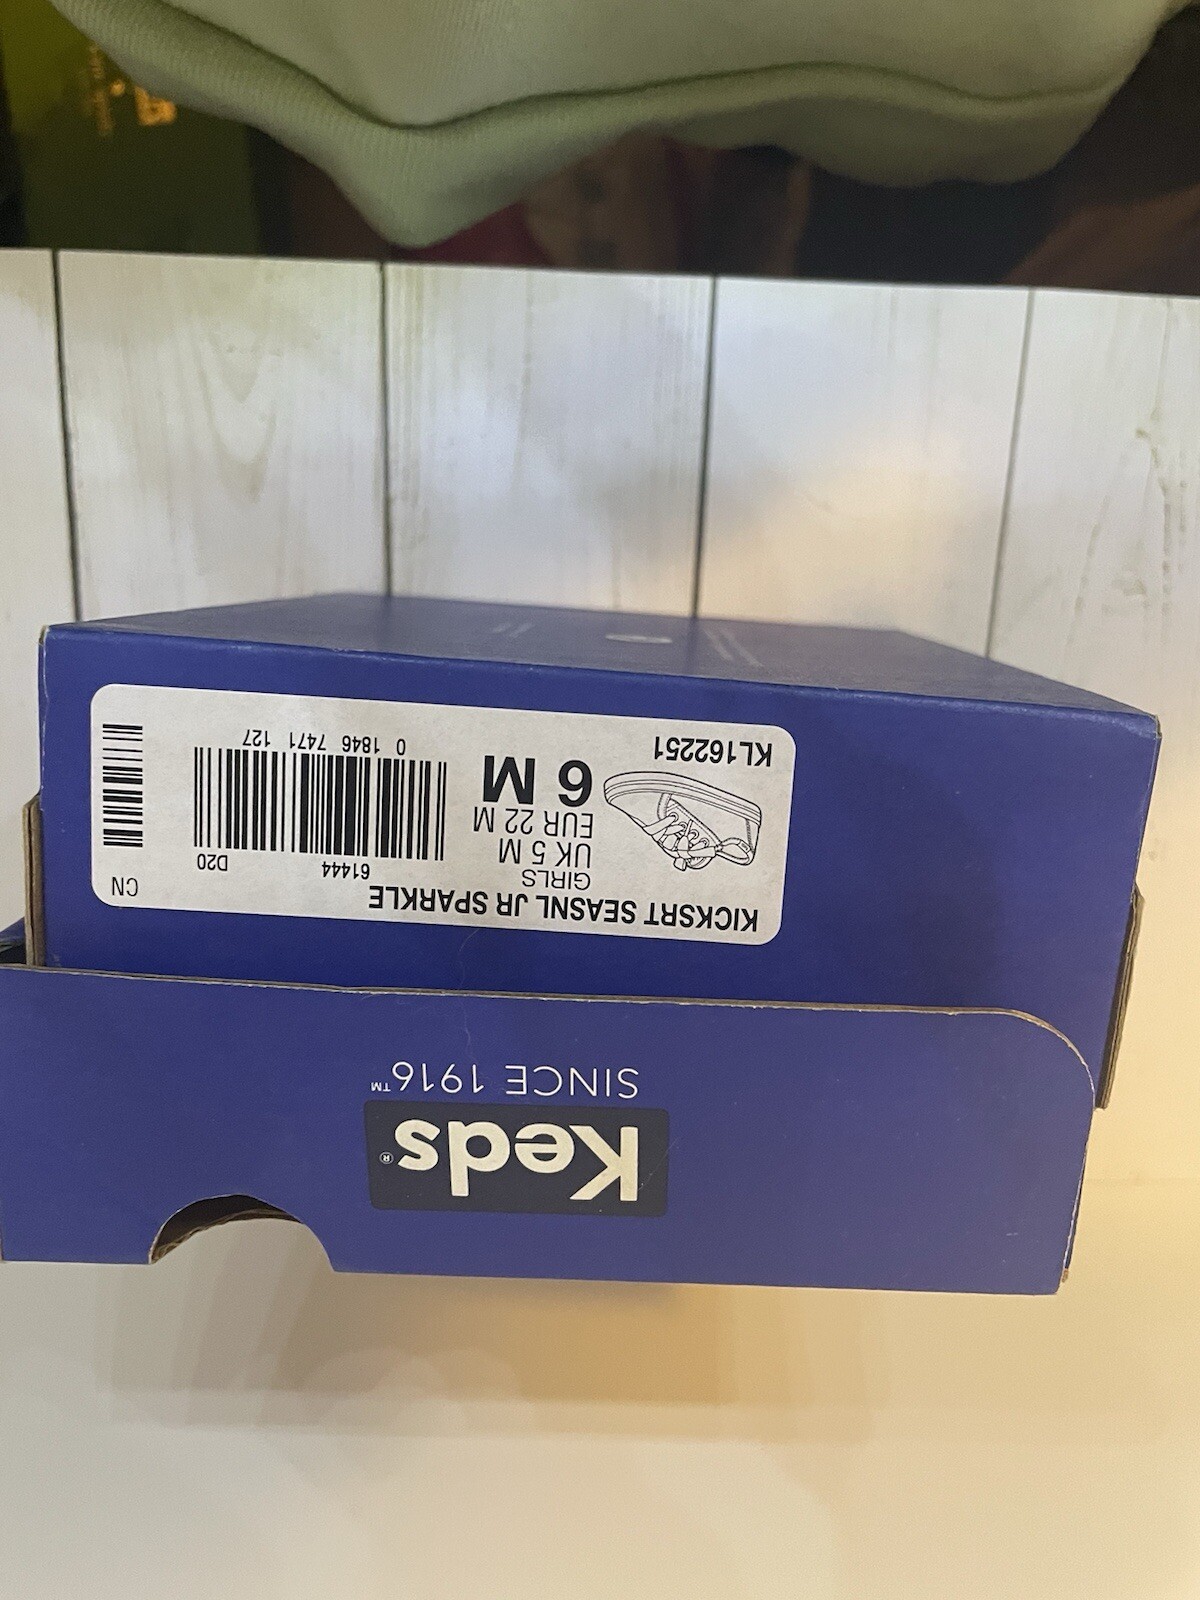 Keds®
SINCE 1916™
KICKSRT SEASNL JR SPARKLE
GIRLS
UK 5 M
EUR 22 M
6 M
KL162251
61444
D20
0 1846 7471 127
CN